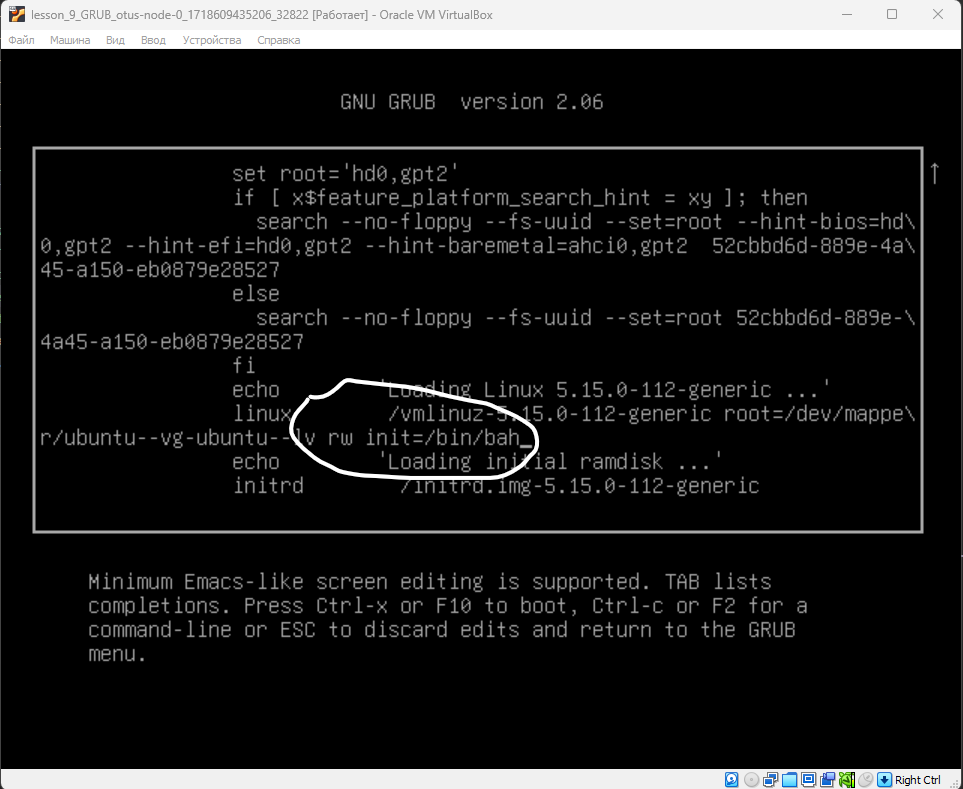 lesson_9_GRUB_otus-node-0_1718609435206_32822 [Работает] - Oracle VM VirtualBox
Файл Машина Вид Ввод Устройства Справка
GNU GRUB version 2.06
set root='hd0,gpt2'
if [ x$feature_platform_search_hint = xy ]; then
search --no-floppy --fs-uuid --set=root --hint-bios=hd\
0,gpt2 --hint-efi=hd0,gpt2 --hint-baremetal=ahci0,gpt2 52cbbd6d-889e-4a\
45-a150-eb0879e28527
else
search --no-floppy --fs-uuid --set=root 52cbbd6d-889e-\
4a45-a150-eb0879e28527
fi
echo 'Loading Linux 5.15.0-112-generic ...'
linux /vmlinuz-5.15.0-112-generic root=/dev/mappe\
r/ubuntu--vg-ubuntu--lv rw init=/bin/bah_
echo 'Loading initial ramdisk ...'
initrd /initrd.img-5.15.0-112-generic
Minimum Emacs-like screen editing is supported. TAB lists
completions. Press Ctrl-x or F10 to boot, Ctrl-c or F2 for a
command-line or ESC to discard edits and return to the GRUB
menu.
Right Ctrl